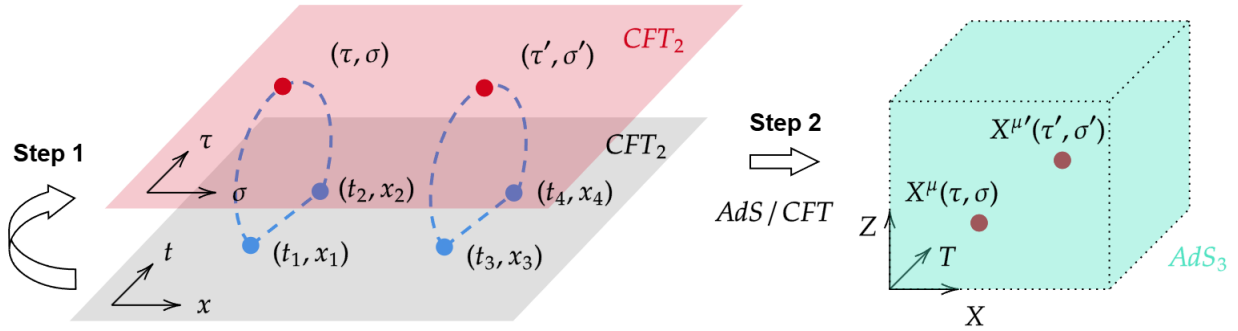 (τ, σ)
(τ′, σ′)
CFT₂
Step 1
τ
σ
CFT₂
(t₂, x₂)
(t₄, x₄)
(t₁, x₁)
(t₃, x₃)
t
x
Step 2
AdS/CFT
X^μ′(τ′, σ′)
X^μ(τ, σ)
Z
T
X
AdS₃